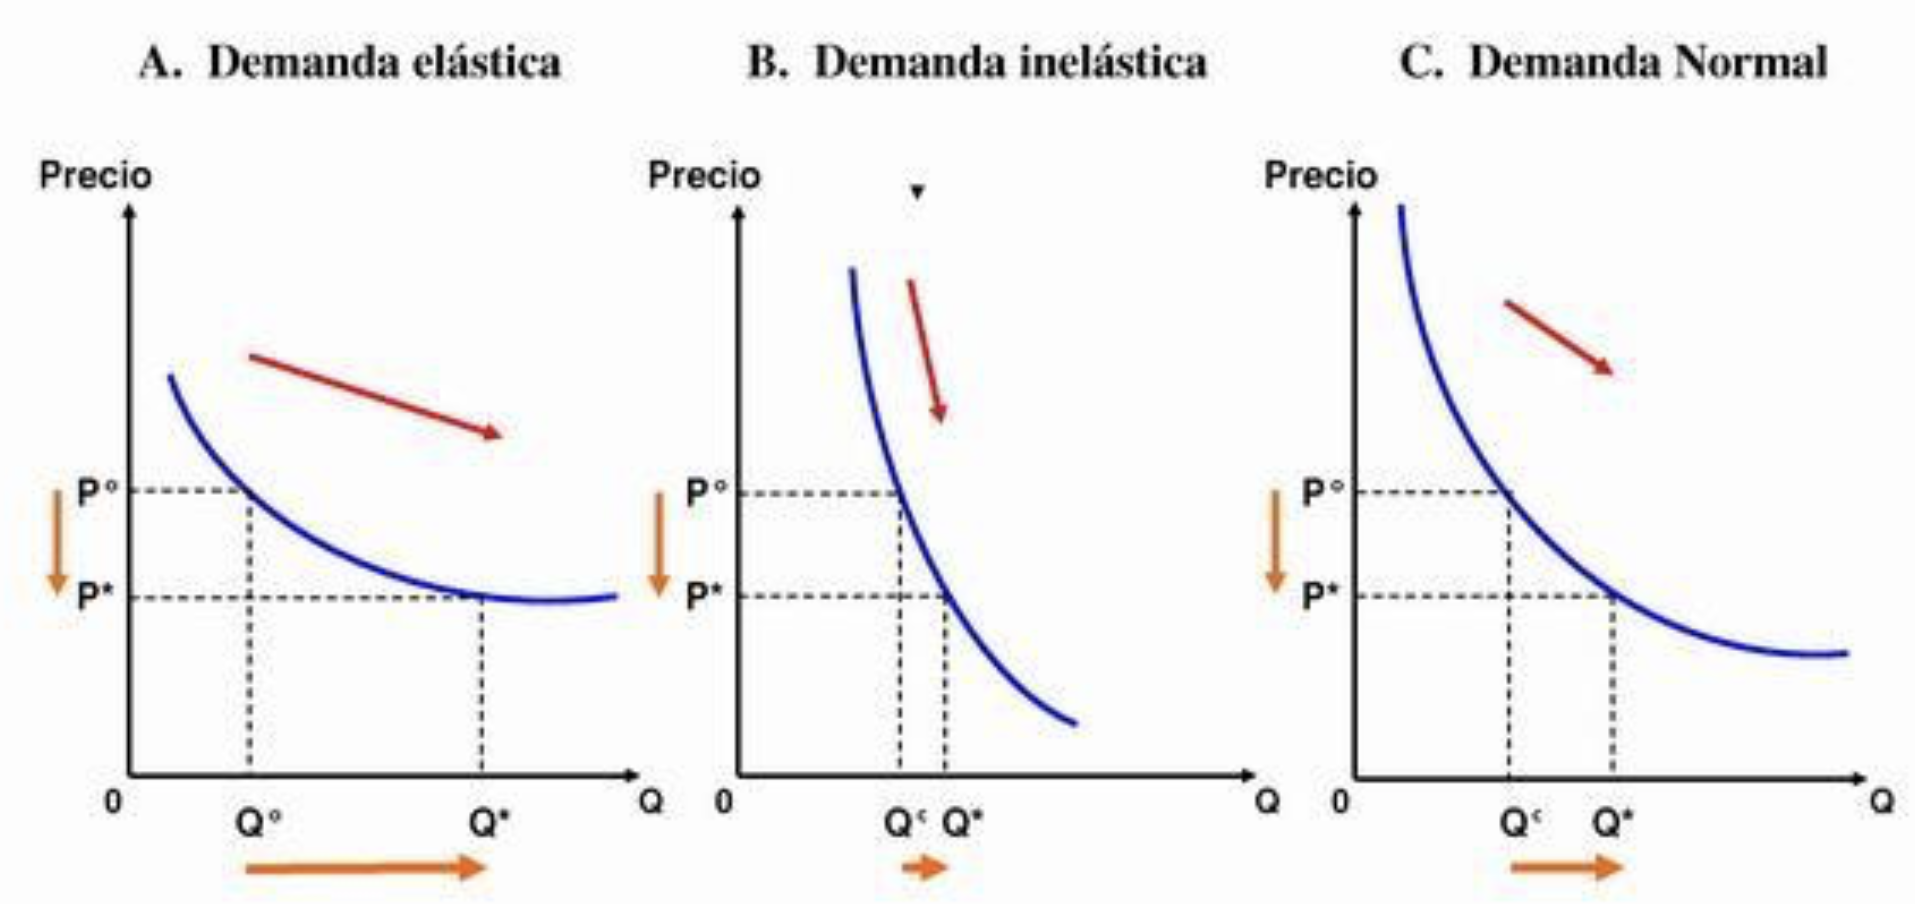 A. Demanda elástica
B. Demanda inelástica
C. Demanda Normal
Precio
Precio
Precio
P°
P°
P°
P*
P*
P*
0
Q
0
Q
0
Q
Q°
Q*
Q‘ Q*
Q‘ Q*